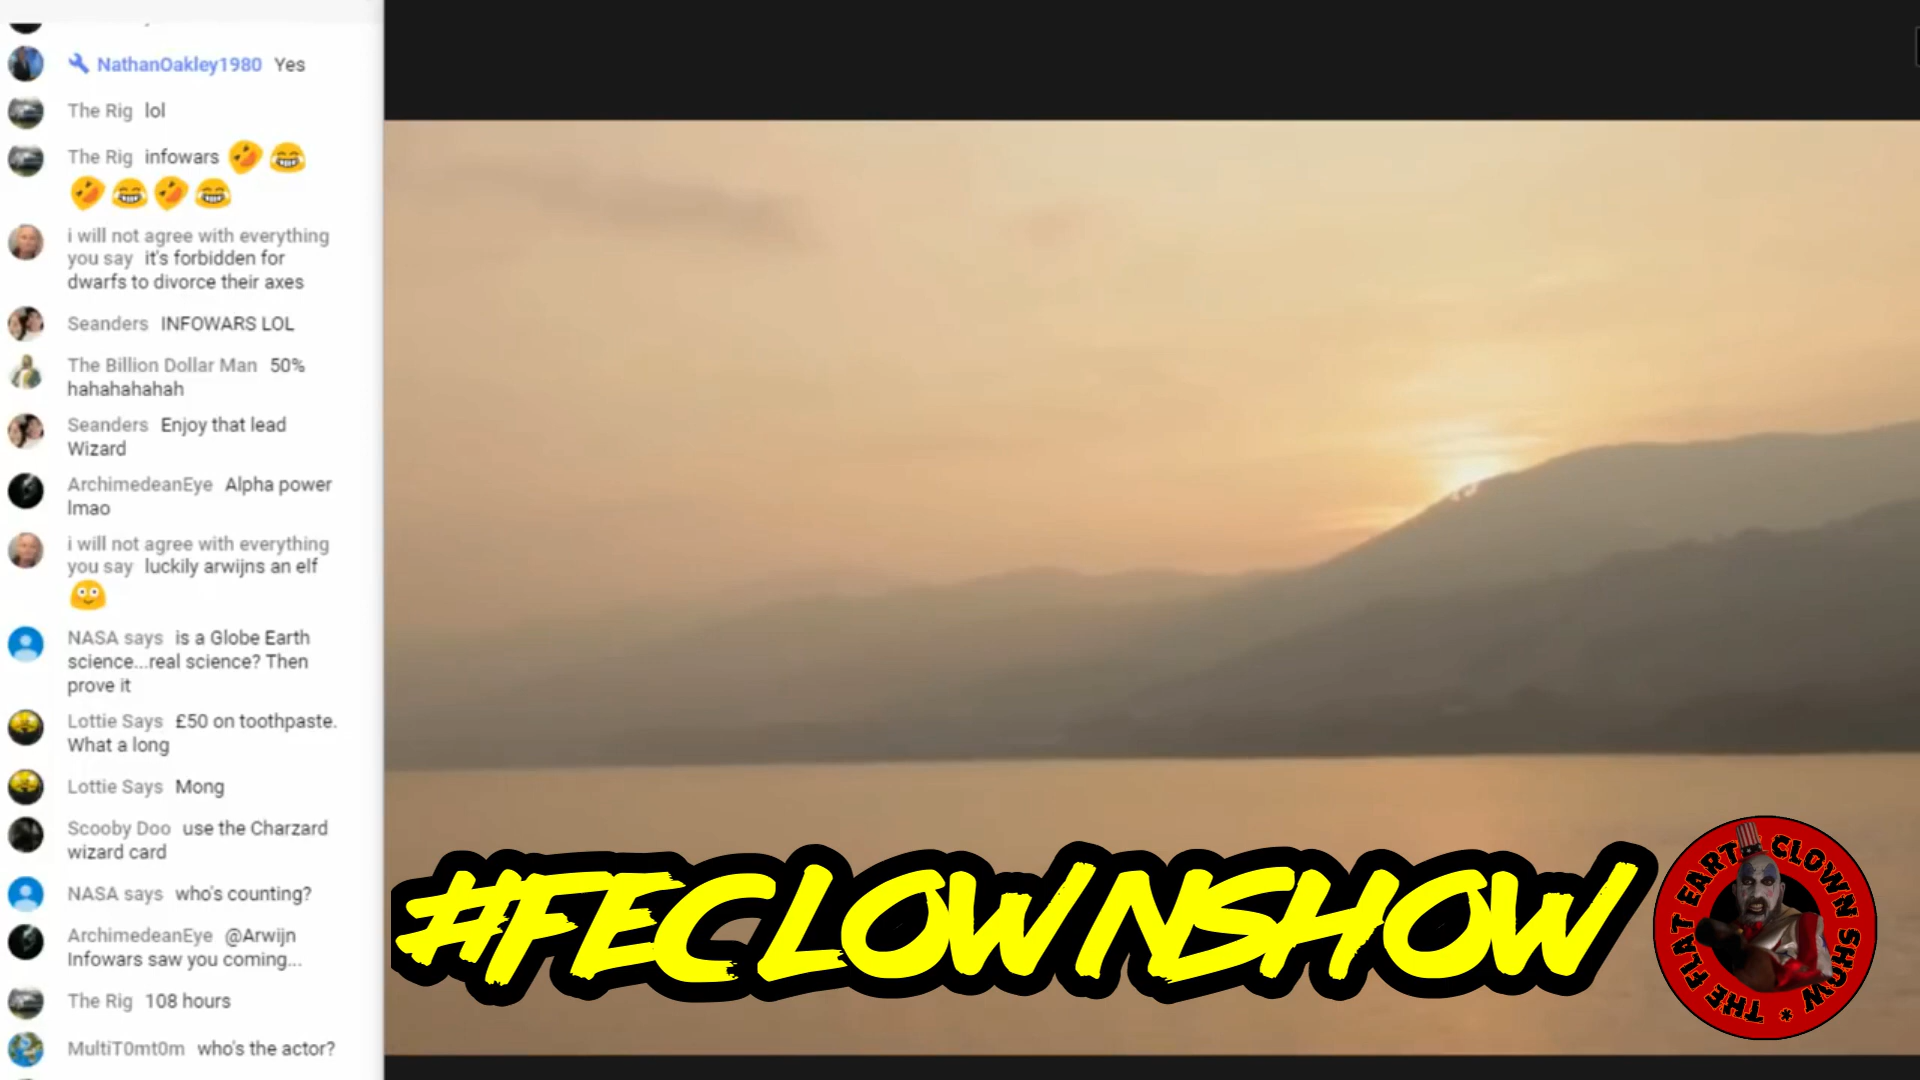 NathanOakley1980 Yes
The Rig lol
The Rig infowars
i will not agree with everything
you say it's forbidden for
dwarfs to divorce their axes
Seanders INFOWARS LOL
The Billion Dollar Man 50%
hahahahahah
Seanders Enjoy that lead
Wizard
ArchimedeanEye Alpha power
lmao
i will not agree with everything
you say luckily arwijns an elf
NASA says is a Globe Earth
science...real science? Then
prove it
Lottie Says £50 on toothpaste.
What a long
Lottie Says Mong
Scooby Doo use the Charzard
wizard card
NASA says who's counting?
ArchimedeanEye @Arwijn
Infowars saw you coming...
The Rig 108 hours
MultiT0mt0m who's the actor?
#FECLOWNSHOW
THE FLAT EARTH CLOWN SHOW *